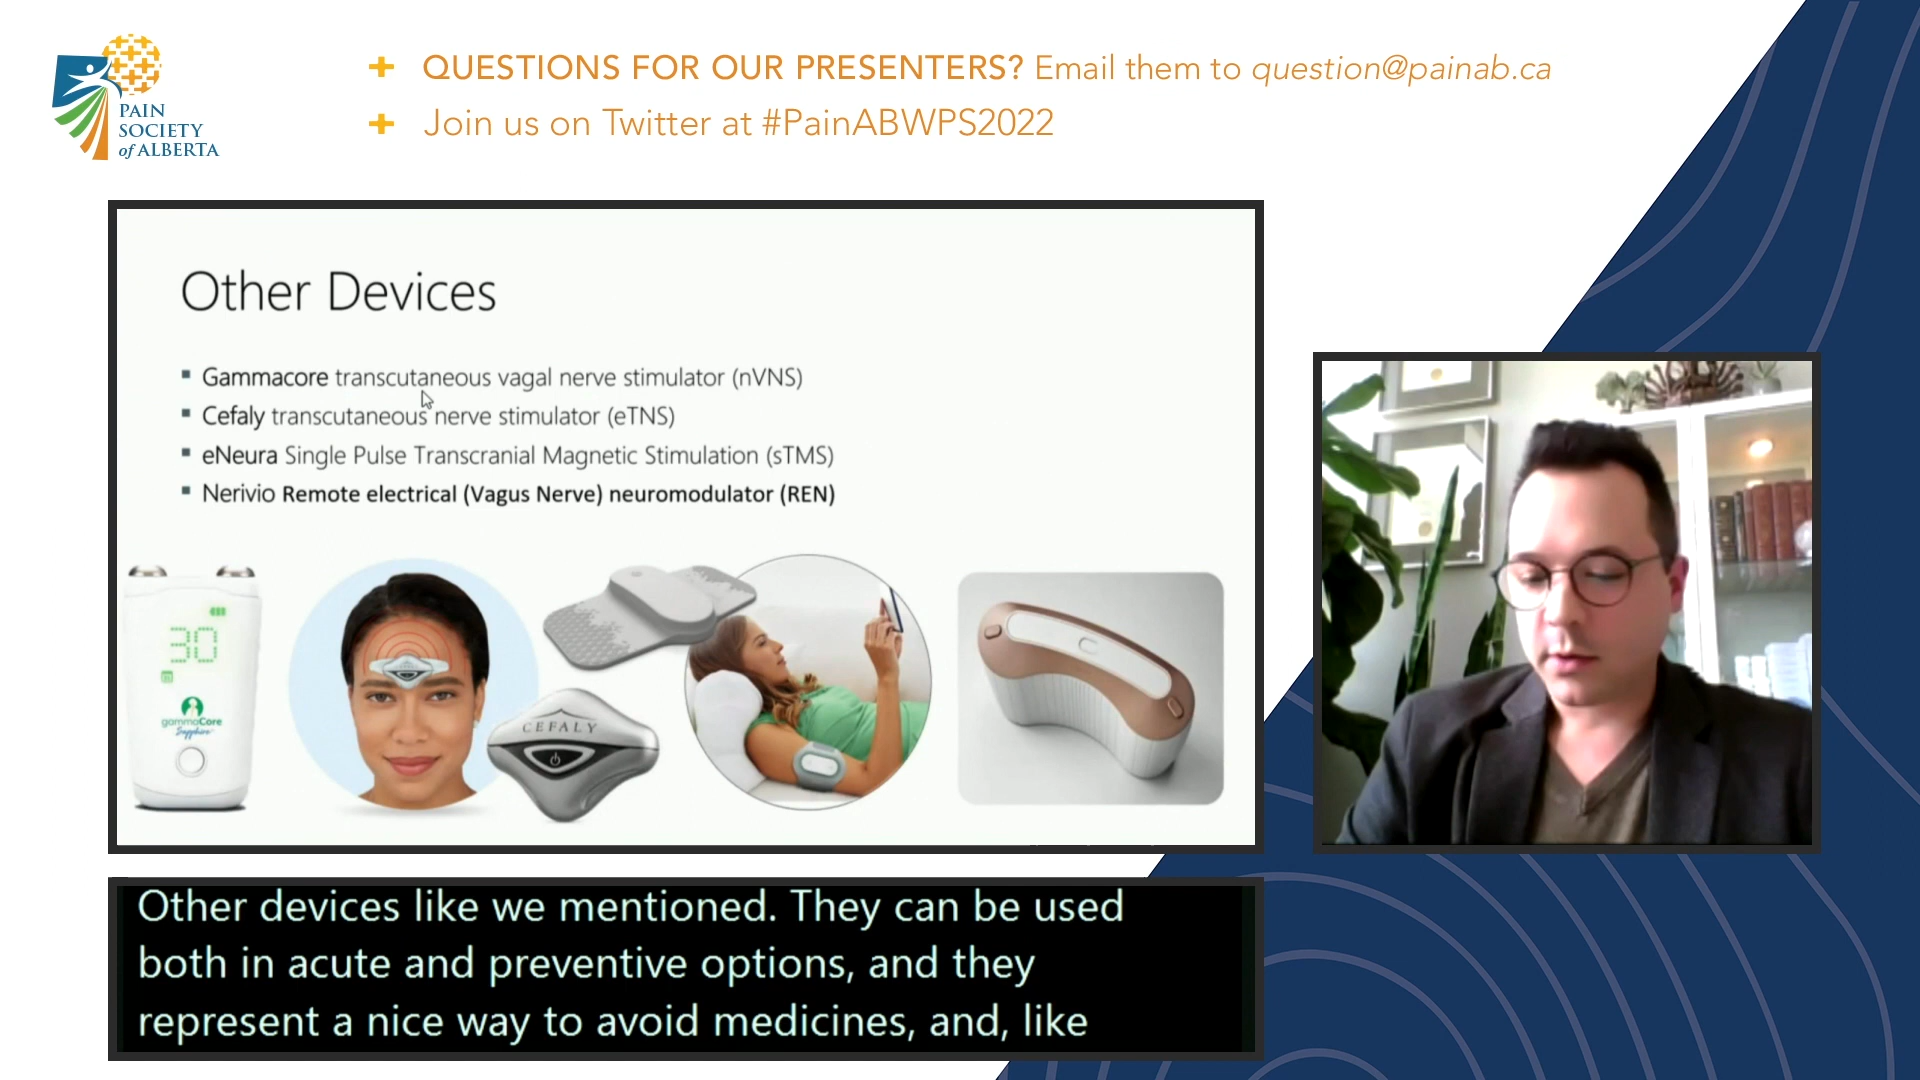 PAIN
SOCIETY
of ALBERTA
+ QUESTIONS FOR OUR PRESENTERS? Email them to question@painab.ca
+ Join us on Twitter at #PainABWPS2022
Other Devices
▪ Gammacore transcutaneous vagal nerve stimulator (nVNS)
▪ Cefaly transcutaneous nerve stimulator (eTNS)
▪ eNeura Single Pulse Transcranial Magnetic Stimulation (sTMS)
▪ Nerivio Remote electrical (Vagus Nerve) neuromodulator (REN)
30
gammaCore
Sapphire
CEFALY
Other devices like we mentioned. They can be used
both in acute and preventive options, and they
represent a nice way to avoid medicines, and, like